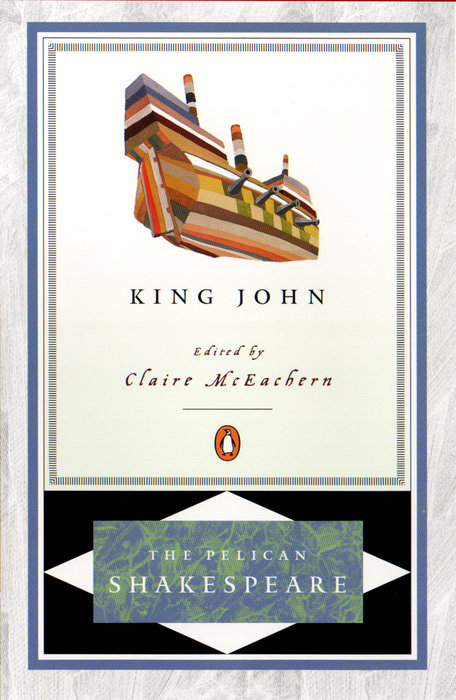 KING JOHN
Edited by
Claire McEachern
THE PELICAN
SHAKESPEARE